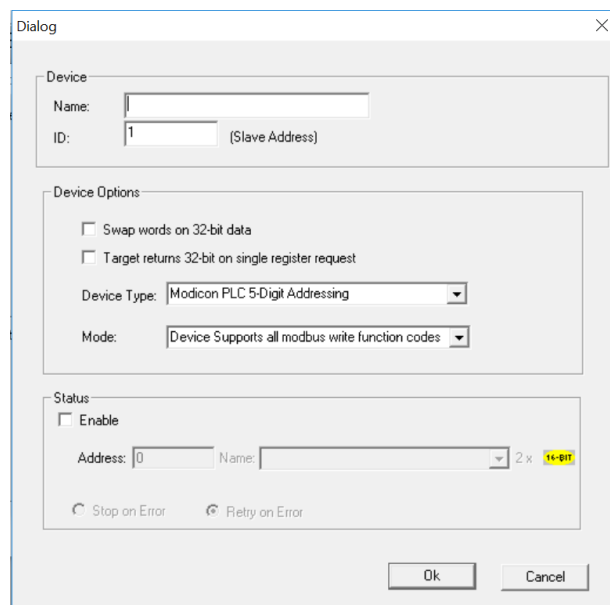 Dialog
Device
Name:
ID: 1 (Slave Address)
Device Options
Swap words on 32-bit data
Target returns 32-bit on single register request
Device Type: Modicon PLC 5-Digit Addressing
Mode: Device Supports all modbus write function codes
Status
Enable
Address: 0 Name: 2 x 16-BIT
Stop on Error Retry on Error
Ok Cancel